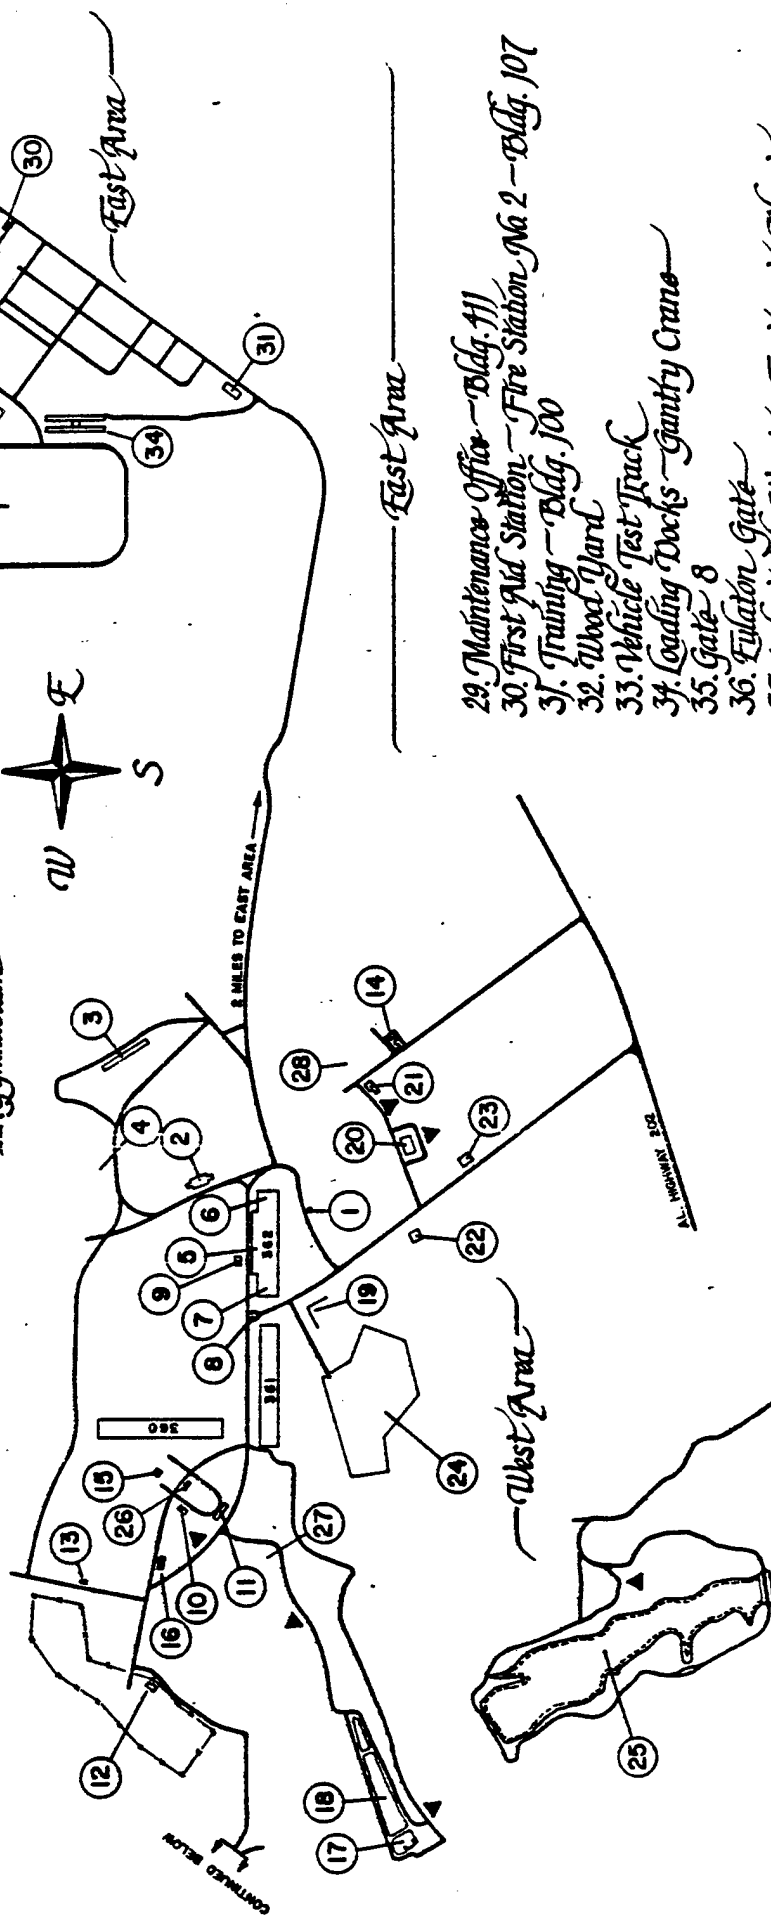 W
E
S
East Area
30
31
34
2 MILES TO EAST AREA
3
4
2
6
5
9
7
8
362
361
360
1
28
14
21
20
23
22
19
24
AL. HIGHWAY 202
West Area
15
26
13
10
16
11
27
12
18
17
25
CONTINUED BELOW
East Area
29. Maintenance Office - Bldg. 411
30. First Aid Station - Fire Station No. 2 - Bldg. 107
31. Training - Bldg. 100
32. Wood Yard
33. Vehicle Test Track
34. Loading Docks - Gantry Crane
35. Gate 8
36. Eulaton Gate